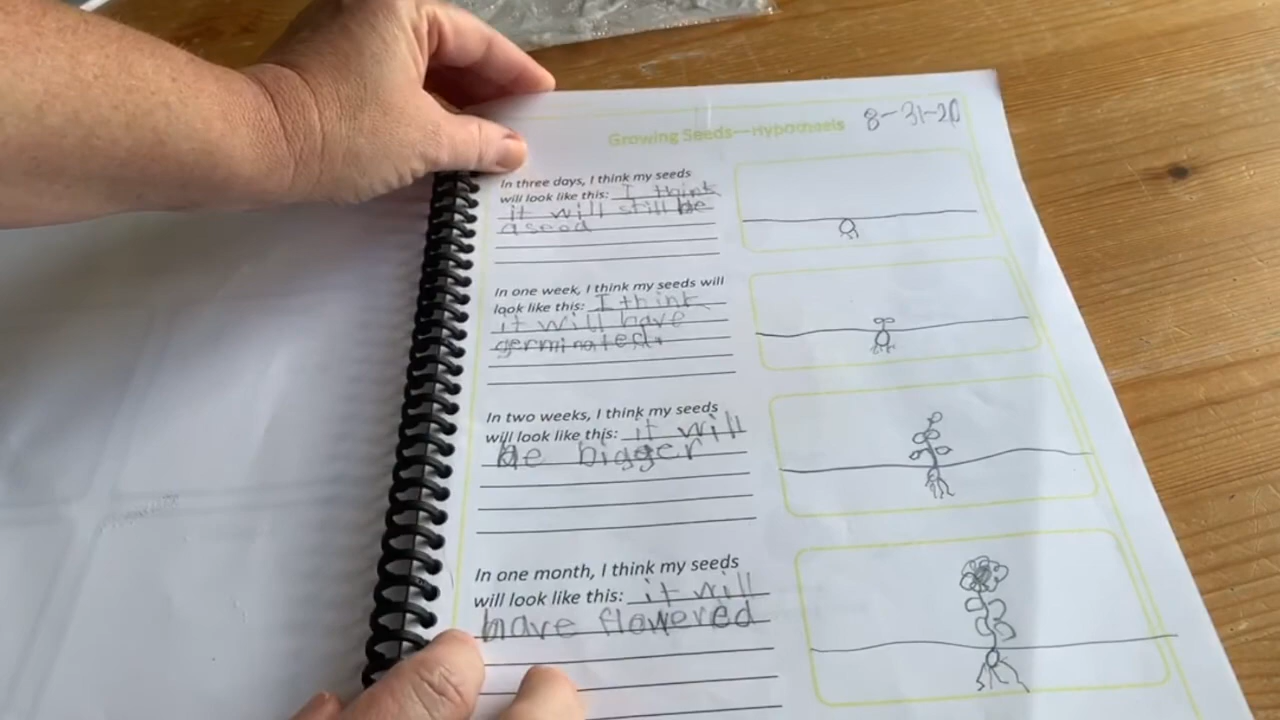 Growing Seeds—Hypothesis 8-31-20
In three days, I think my seeds
will look like this: I think
it will still be
a seed
In one week, I think my seeds will
look like this: I think
it will have
germinated.
In two weeks, I think my seeds
will look like this: it will
be bigger
In one month, I think my seeds
will look like this: it will
have flowered